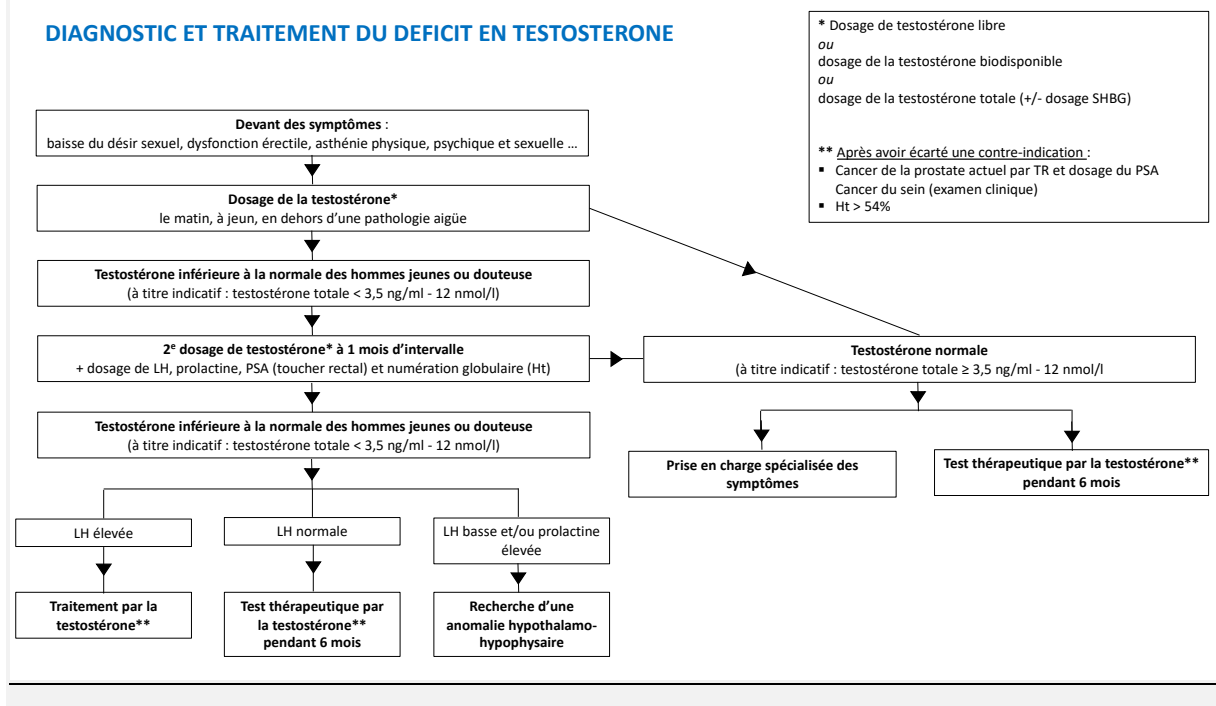 DIAGNOSTIC ET TRAITEMENT DU DEFICIT EN TESTOSTERONE
* Dosage de testostérone libre
ou
dosage de la testostérone biodisponible
ou
dosage de la testostérone totale (+/- dosage SHBG)
** Après avoir écarté une contre-indication :
▪ Cancer de la prostate actuel par TR et dosage du PSA
Cancer du sein (examen clinique)
▪ Ht > 54%
Devant des symptômes :
baisse du désir sexuel, dysfonction érectile, asthénie physique, psychique et sexuelle ...
Dosage de la testostérone*
le matin, à jeun, en dehors d'une pathologie aigüe
Testostérone inférieure à la normale des hommes jeunes ou douteuse
(à titre indicatif : testostérone totale < 3,5 ng/ml - 12 nmol/l)
2e dosage de testostérone* à 1 mois d'intervalle
+ dosage de LH, prolactine, PSA (toucher rectal) et numération globulaire (Ht)
Testostérone normale
(à titre indicatif : testostérone totale ≥ 3,5 ng/ml - 12 nmol/l
Testostérone inférieure à la normale des hommes jeunes ou douteuse
(à titre indicatif : testostérone totale < 3,5 ng/ml - 12 nmol/l)
Prise en charge spécialisée des
symptômes
Test thérapeutique par la testostérone**
pendant 6 mois
LH élevée
LH normale
LH basse et/ou prolactine
élevée
Traitement par la
testostérone**
Test thérapeutique par
la testostérone**
pendant 6 mois
Recherche d'une
anomalie hypothalamo-
hypophysaire